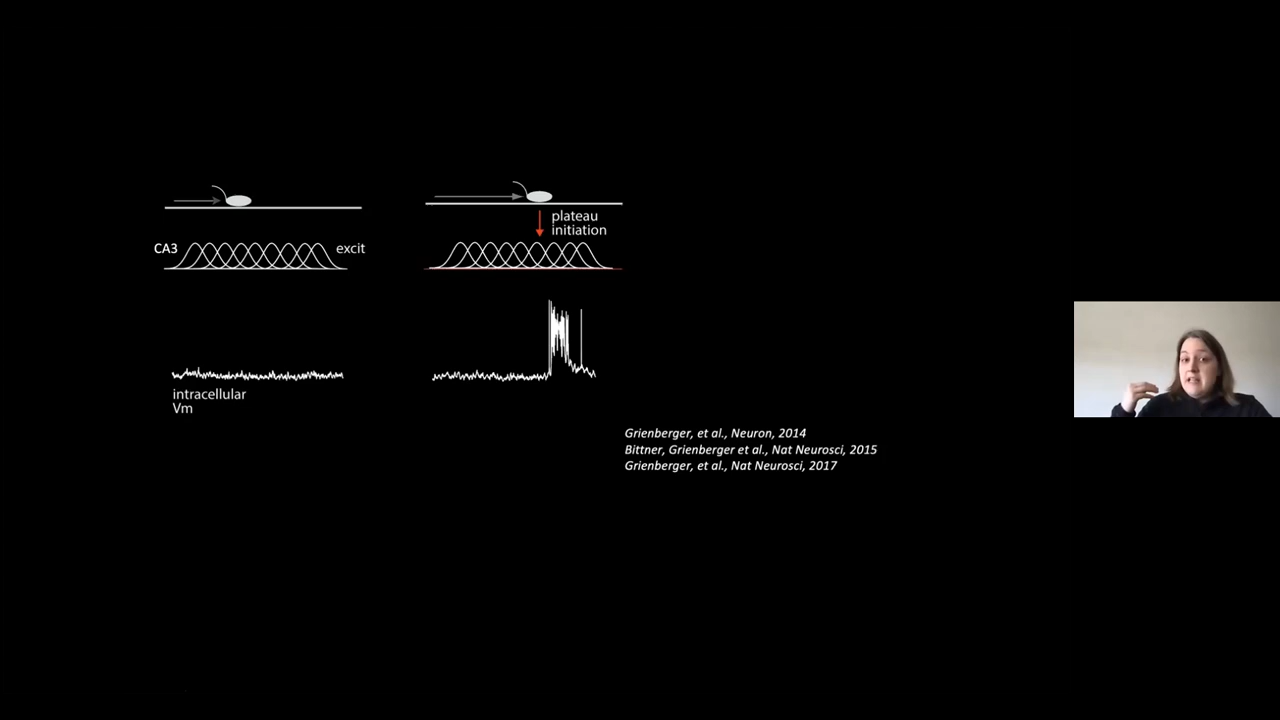 plateau
initiation
CA3
excit
intracellular
Vm
Grienberger, et al., Neuron, 2014
Bittner, Grienberger et al., Nat Neurosci, 2015
Grienberger, et al., Nat Neurosci, 2017